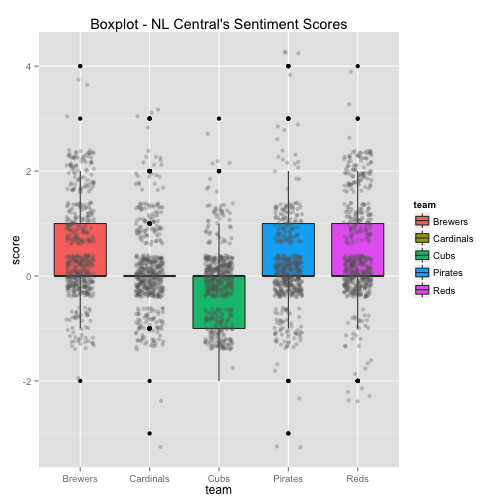 Boxplot - NL Central's Sentiment Scores
score
4
2
0
-2
Brewers
Cardinals
Cubs
Pirates
Reds
team
team
Brewers
Cardinals
Cubs
Pirates
Reds